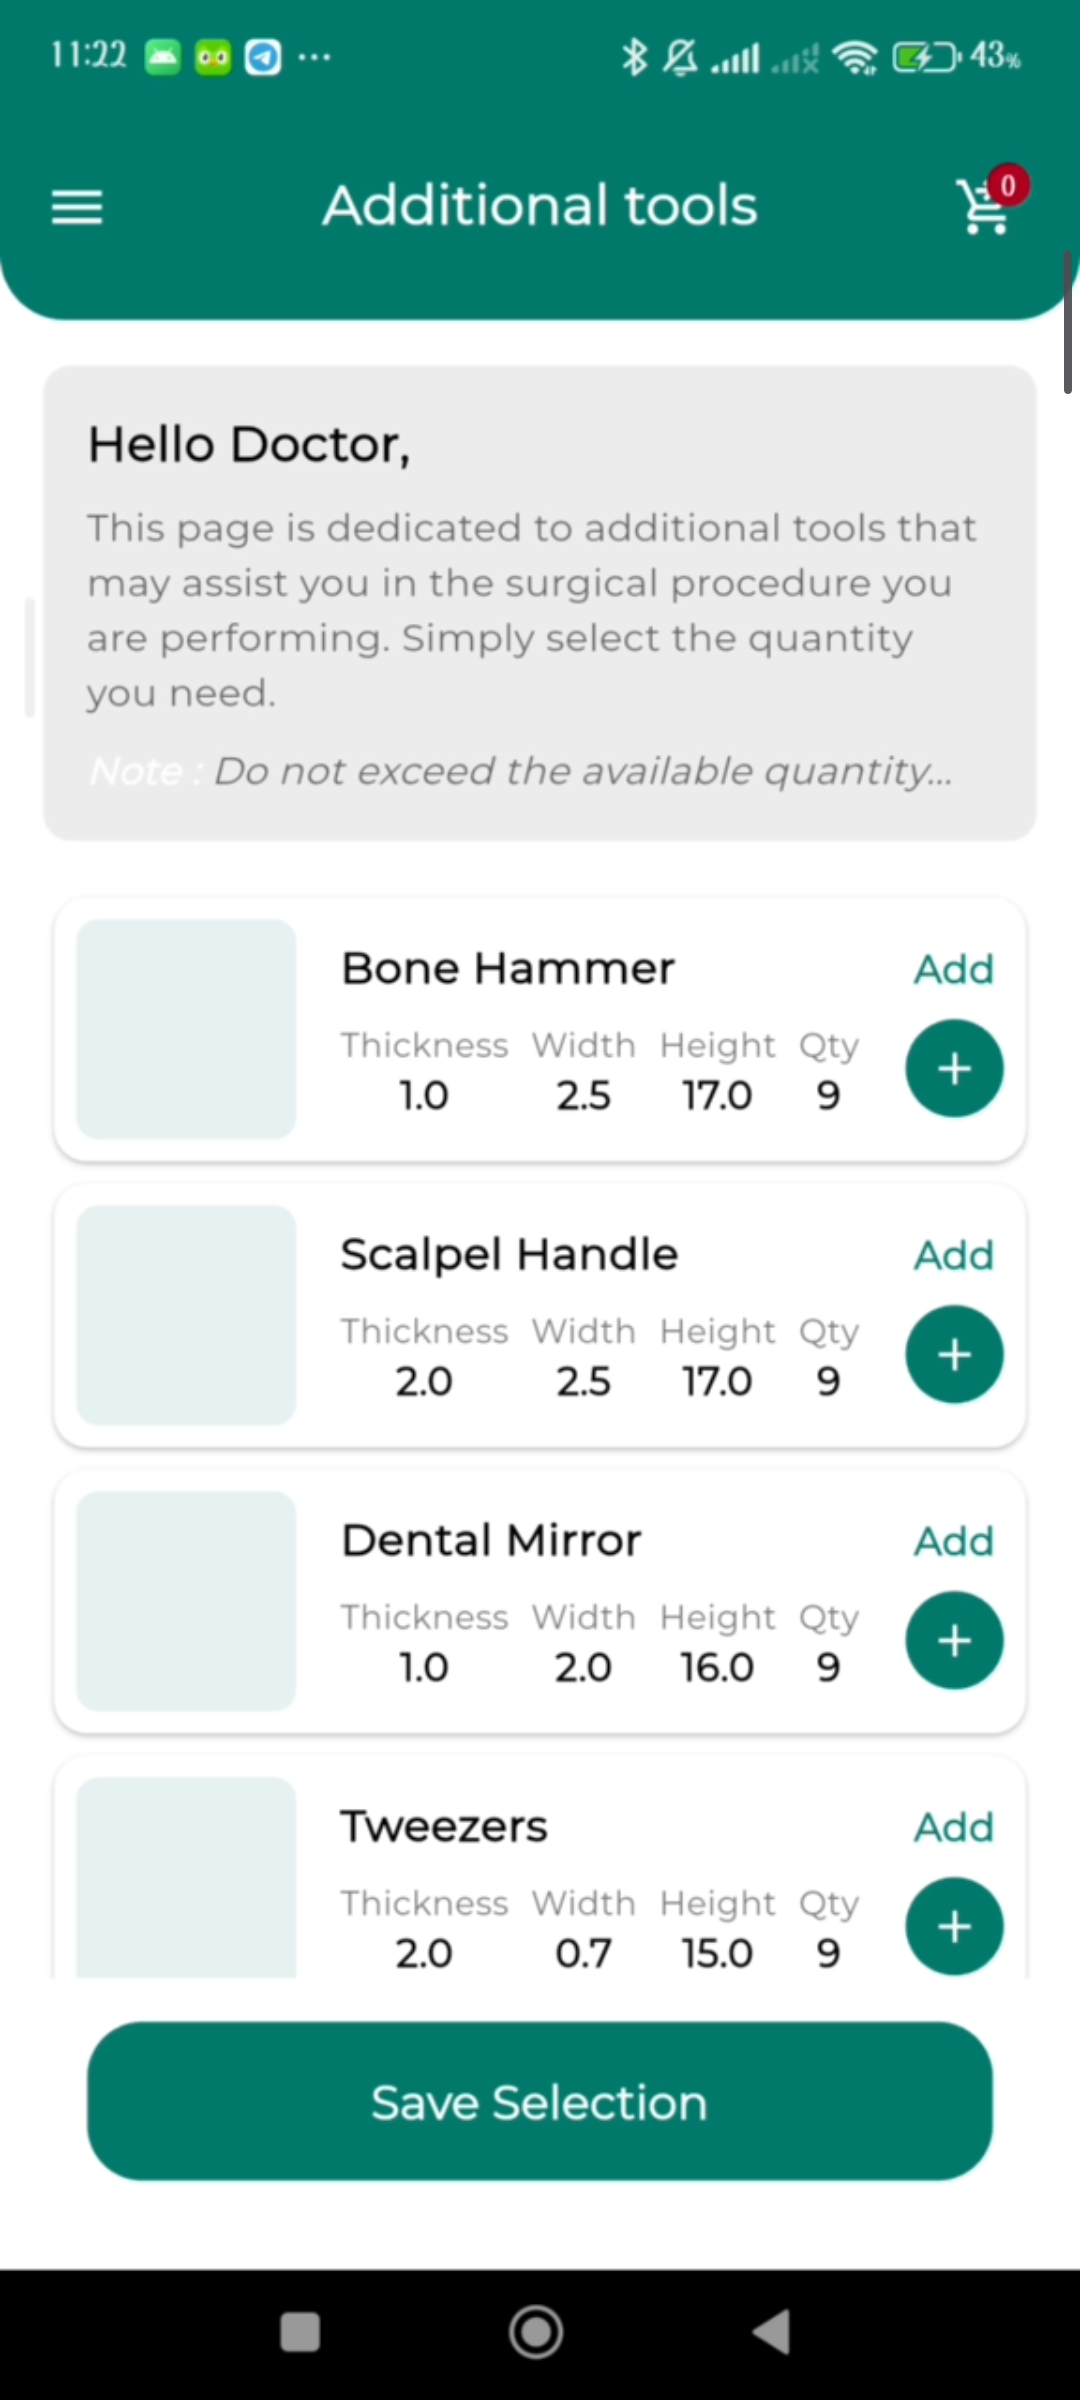 11:22
43%
Additional tools
0
Hello Doctor,
This page is dedicated to additional tools that
may assist you in the surgical procedure you
are performing. Simply select the quantity
you need.
Note : Do not exceed the available quantity...
Bone Hammer
Add
Thickness Width Height Qty
1.0 2.5 17.0 9
Scalpel Handle
Add
Thickness Width Height Qty
2.0 2.5 17.0 9
Dental Mirror
Add
Thickness Width Height Qty
1.0 2.0 16.0 9
Tweezers
Add
Thickness Width Height Qty
2.0 0.7 15.0 9
Save Selection